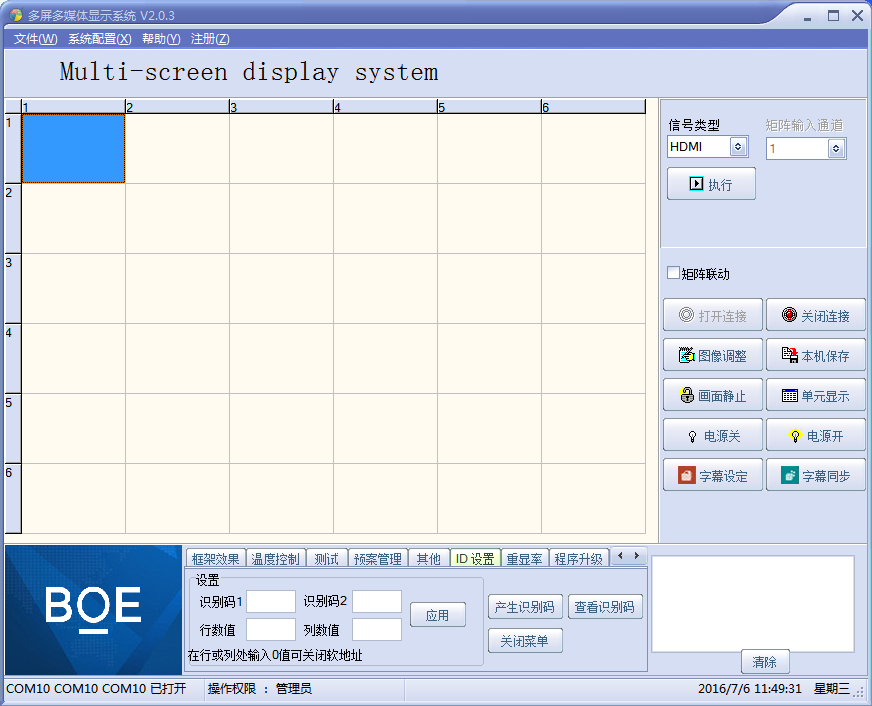 多屏多媒体显示系统 V2.0.3
文件(W) 系统配置(X) 帮助(Y) 注册(Z)
Multi-screen display system
1 2 3 4 5 6
1
2
3
4
5
6
信号类型 矩阵输入通道
HDMI 1
执行
矩阵联动
打开连接 关闭连接
图像调整 本机保存
画面静止 单元显示
电源关 电源开
字幕设定 字幕同步
BOE
框架效果 温度控制 测试 预案管理 其他 ID 设置 重显率 程序升级
设置
识别码1 识别码2
行数值 列数值
应用
在行或列处输入0值可关闭软地址
产生识别码 查看识别码
关闭菜单
清除
COM10 COM10 COM10 已打开 操作权限 : 管理员 2016/7/6 11:49:31 星期三